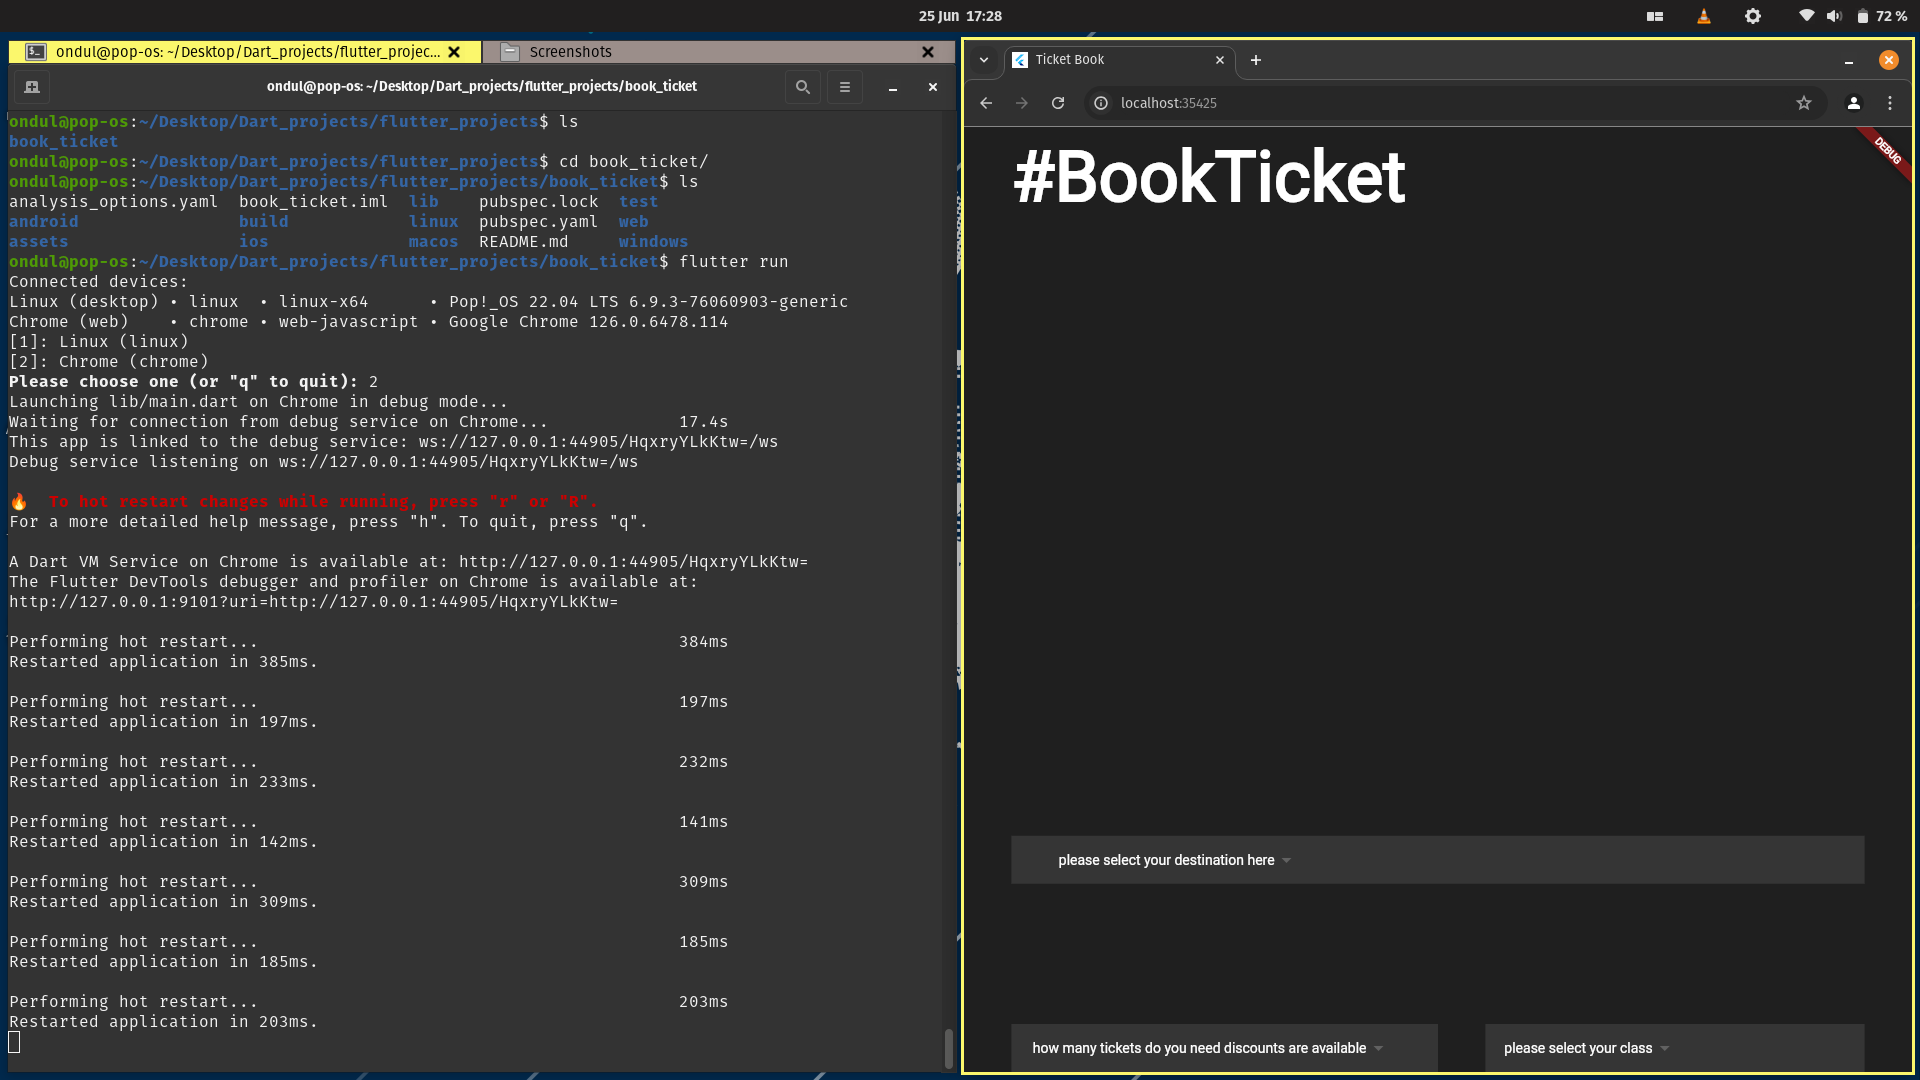 25 Jun 17:28
72 %
ondul@pop-os: ~/Desktop/Dart_projects/flutter_projec...
Screenshots
ondul@pop-os: ~/Desktop/Dart_projects/flutter_projects/book_ticket
ondul@pop-os:~/Desktop/Dart_projects/flutter_projects$ ls
book_ticket
ondul@pop-os:~/Desktop/Dart_projects/flutter_projects$ cd book_ticket/
ondul@pop-os:~/Desktop/Dart_projects/flutter_projects/book_ticket$ ls
analysis_options.yaml book_ticket.iml lib pubspec.lock test
android build linux pubspec.yaml web
assets ios macos README.md windows
ondul@pop-os:~/Desktop/Dart_projects/flutter_projects/book_ticket$ flutter run
Connected devices:
Linux (desktop) • linux • linux-x64 • Pop!_OS 22.04 LTS 6.9.3-76060903-generic
Chrome (web) • chrome • web-javascript • Google Chrome 126.0.6478.114
[1]: Linux (linux)
[2]: Chrome (chrome)
Please choose one (or "q" to quit): 2
Launching lib/main.dart on Chrome in debug mode...
Waiting for connection from debug service on Chrome... 17.4s
This app is linked to the debug service: ws://127.0.0.1:44905/HqxryYLkKtw=/ws
Debug service listening on ws://127.0.0.1:44905/HqxryYLkKtw=/ws
🔥 To hot restart changes while running, press "r" or "R".
For a more detailed help message, press "h". To quit, press "q".
A Dart VM Service on Chrome is available at: http://127.0.0.1:44905/HqxryYLkKtw=
The Flutter DevTools debugger and profiler on Chrome is available at:
http://127.0.0.1:9101?uri=http://127.0.0.1:44905/HqxryYLkKtw=
Performing hot restart... 384ms
Restarted application in 385ms.
Performing hot restart... 197ms
Restarted application in 197ms.
Performing hot restart... 232ms
Restarted application in 233ms.
Performing hot restart... 141ms
Restarted application in 142ms.
Performing hot restart... 309ms
Restarted application in 309ms.
Performing hot restart... 185ms
Restarted application in 185ms.
Performing hot restart... 203ms
Restarted application in 203ms.
Ticket Book
localhost:35425
DEBUG
#BookTicket
please select your destination here
how many tickets do you need discounts are available
please select your class